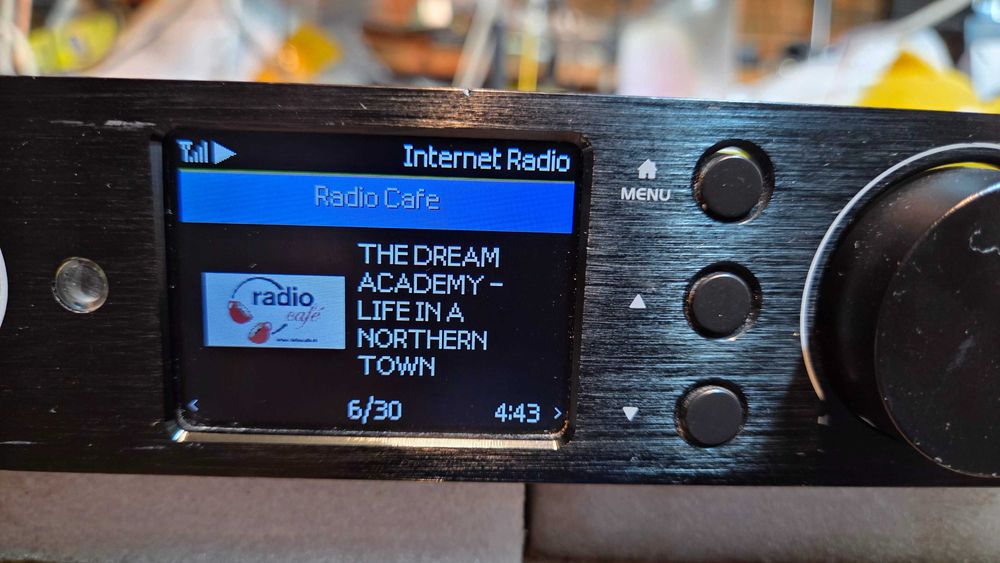 Internet Radio
Radio Cafe
THE DREAM
ACADEMY -
LIFE IN A
NORTHERN
TOWN
radio
café
6/30
4:43
MENU